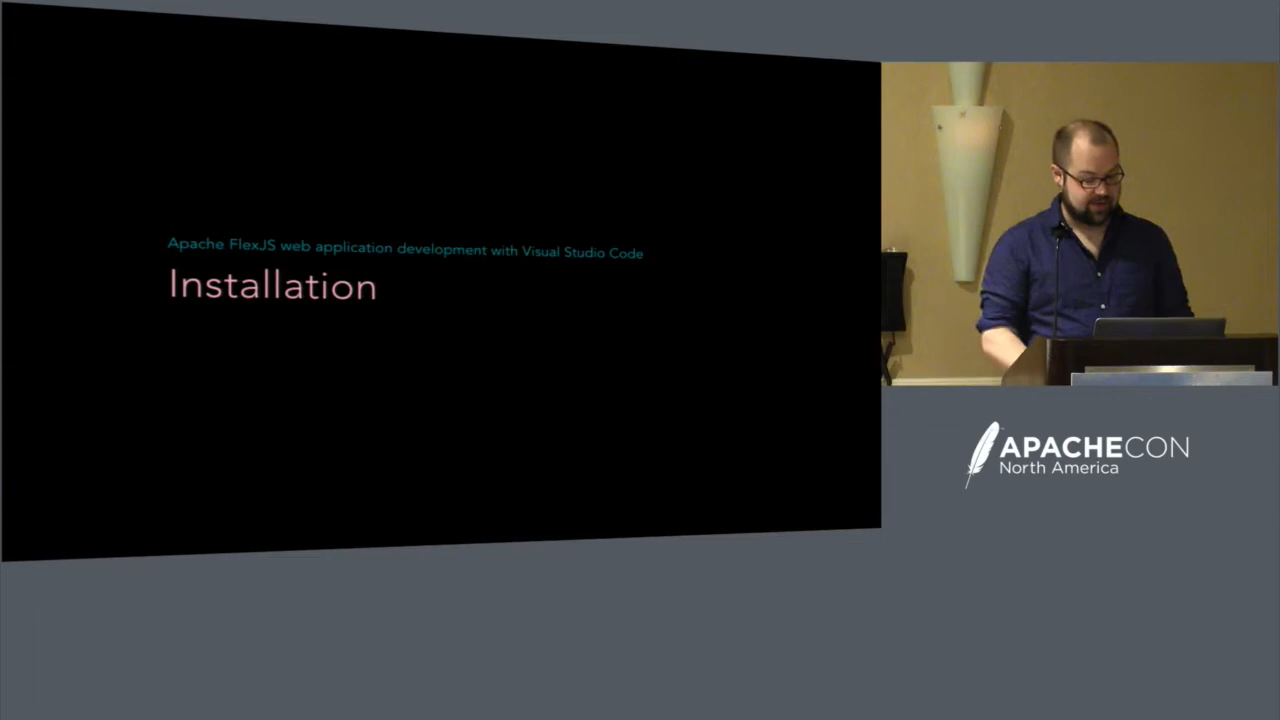 Apache FlexJS web application development with Visual Studio Code
Installation
APACHECON
North America